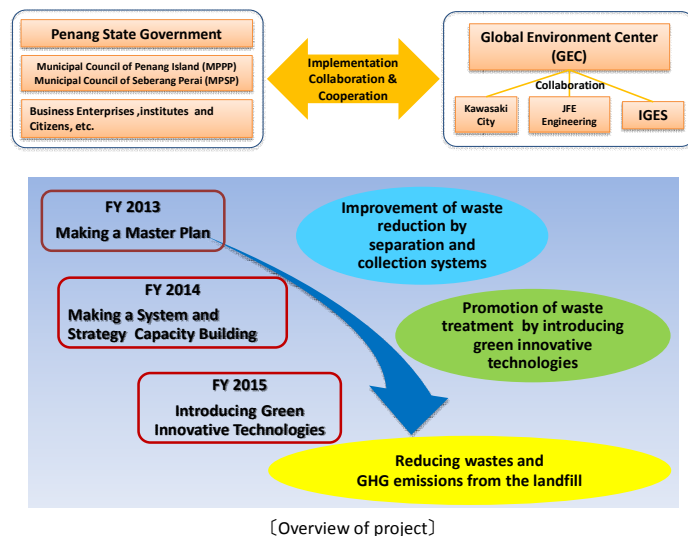 Penang State Government
Municipal Council of Penang Island (MPPP)
Municipal Council of Seberang Perai (MPSP)
Business Enterprises ,institutes and
Citizens, etc.
Implementation
Collaboration &
Cooperation
Global Environment Center
(GEC)
Collaboration
Kawasaki
City
JFE
Engineering
IGES
FY 2013
Making a Master Plan
Improvement of waste
reduction by
separation and
collection systems
FY 2014
Making a System and
Strategy Capacity Building
Promotion of waste
treatment by introducing
green innovative
technologies
FY 2015
Introducing Green
Innovative Technologies
Reducing wastes and
GHG emissions from the landfill
〔Overview of project〕